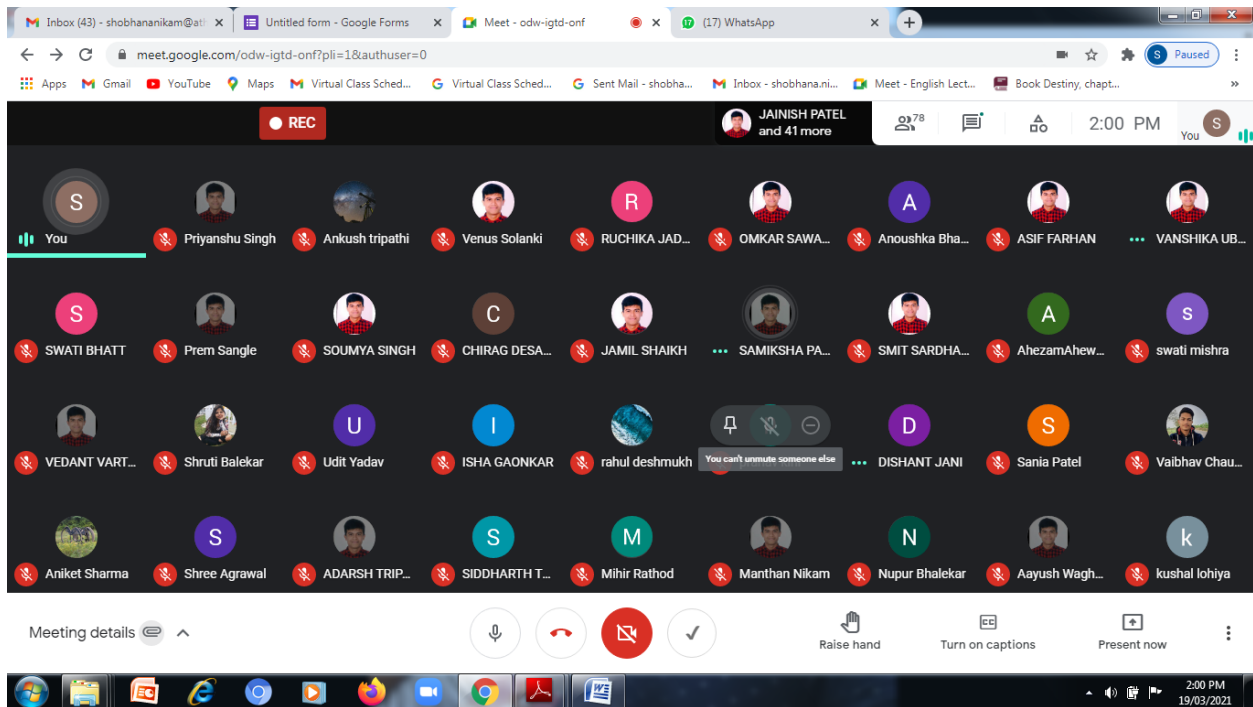 Inbox (43) - shobhananikam@atl
Untitled form - Google Forms
Meet - odw-igtd-onf
17
(17) WhatsApp
meet.google.com/odw-igtd-onf?pli=1&authuser=0
S
Paused
Apps
Gmail
YouTube
Maps
Virtual Class Sched...
Virtual Class Sched...
Sent Mail - shobha...
Inbox - shobhana.ni...
Meet - English Lect...
Book Destiny, chapt...
»
REC
JAINISH PATEL
and 41 more
78
2:00 PM
You
S
S
R
A
You
Priyanshu Singh
Ankush tripathi
Venus Solanki
RUCHIKA JAD...
OMKAR SAWA...
Anoushka Bha...
ASIF FARHAN
VANSHIKA UB...
S
C
A
s
SWATI BHATT
Prem Sangle
SOUMYA SINGH
CHIRAG DESA...
JAMIL SHAIKH
SAMIKSHA PA...
SMIT SARDHA...
AhezamAhew...
swati mishra
U
I
D
S
VEDANT VART...
Shruti Balekar
Udit Yadav
ISHA GAONKAR
rahul deshmukh
You can't unmute someone else
DISHANT JANI
Sania Patel
Vaibhav Chau...
S
S
M
N
k
Aniket Sharma
Shree Agrawal
ADARSH TRIP...
SIDDHARTH T...
Mihir Rathod
Manthan Nikam
Nupur Bhalekar
Aayush Wagh...
kushal lohiya
Meeting details
Raise hand
CC
Turn on captions
Present now
2:00 PM
19/03/2021